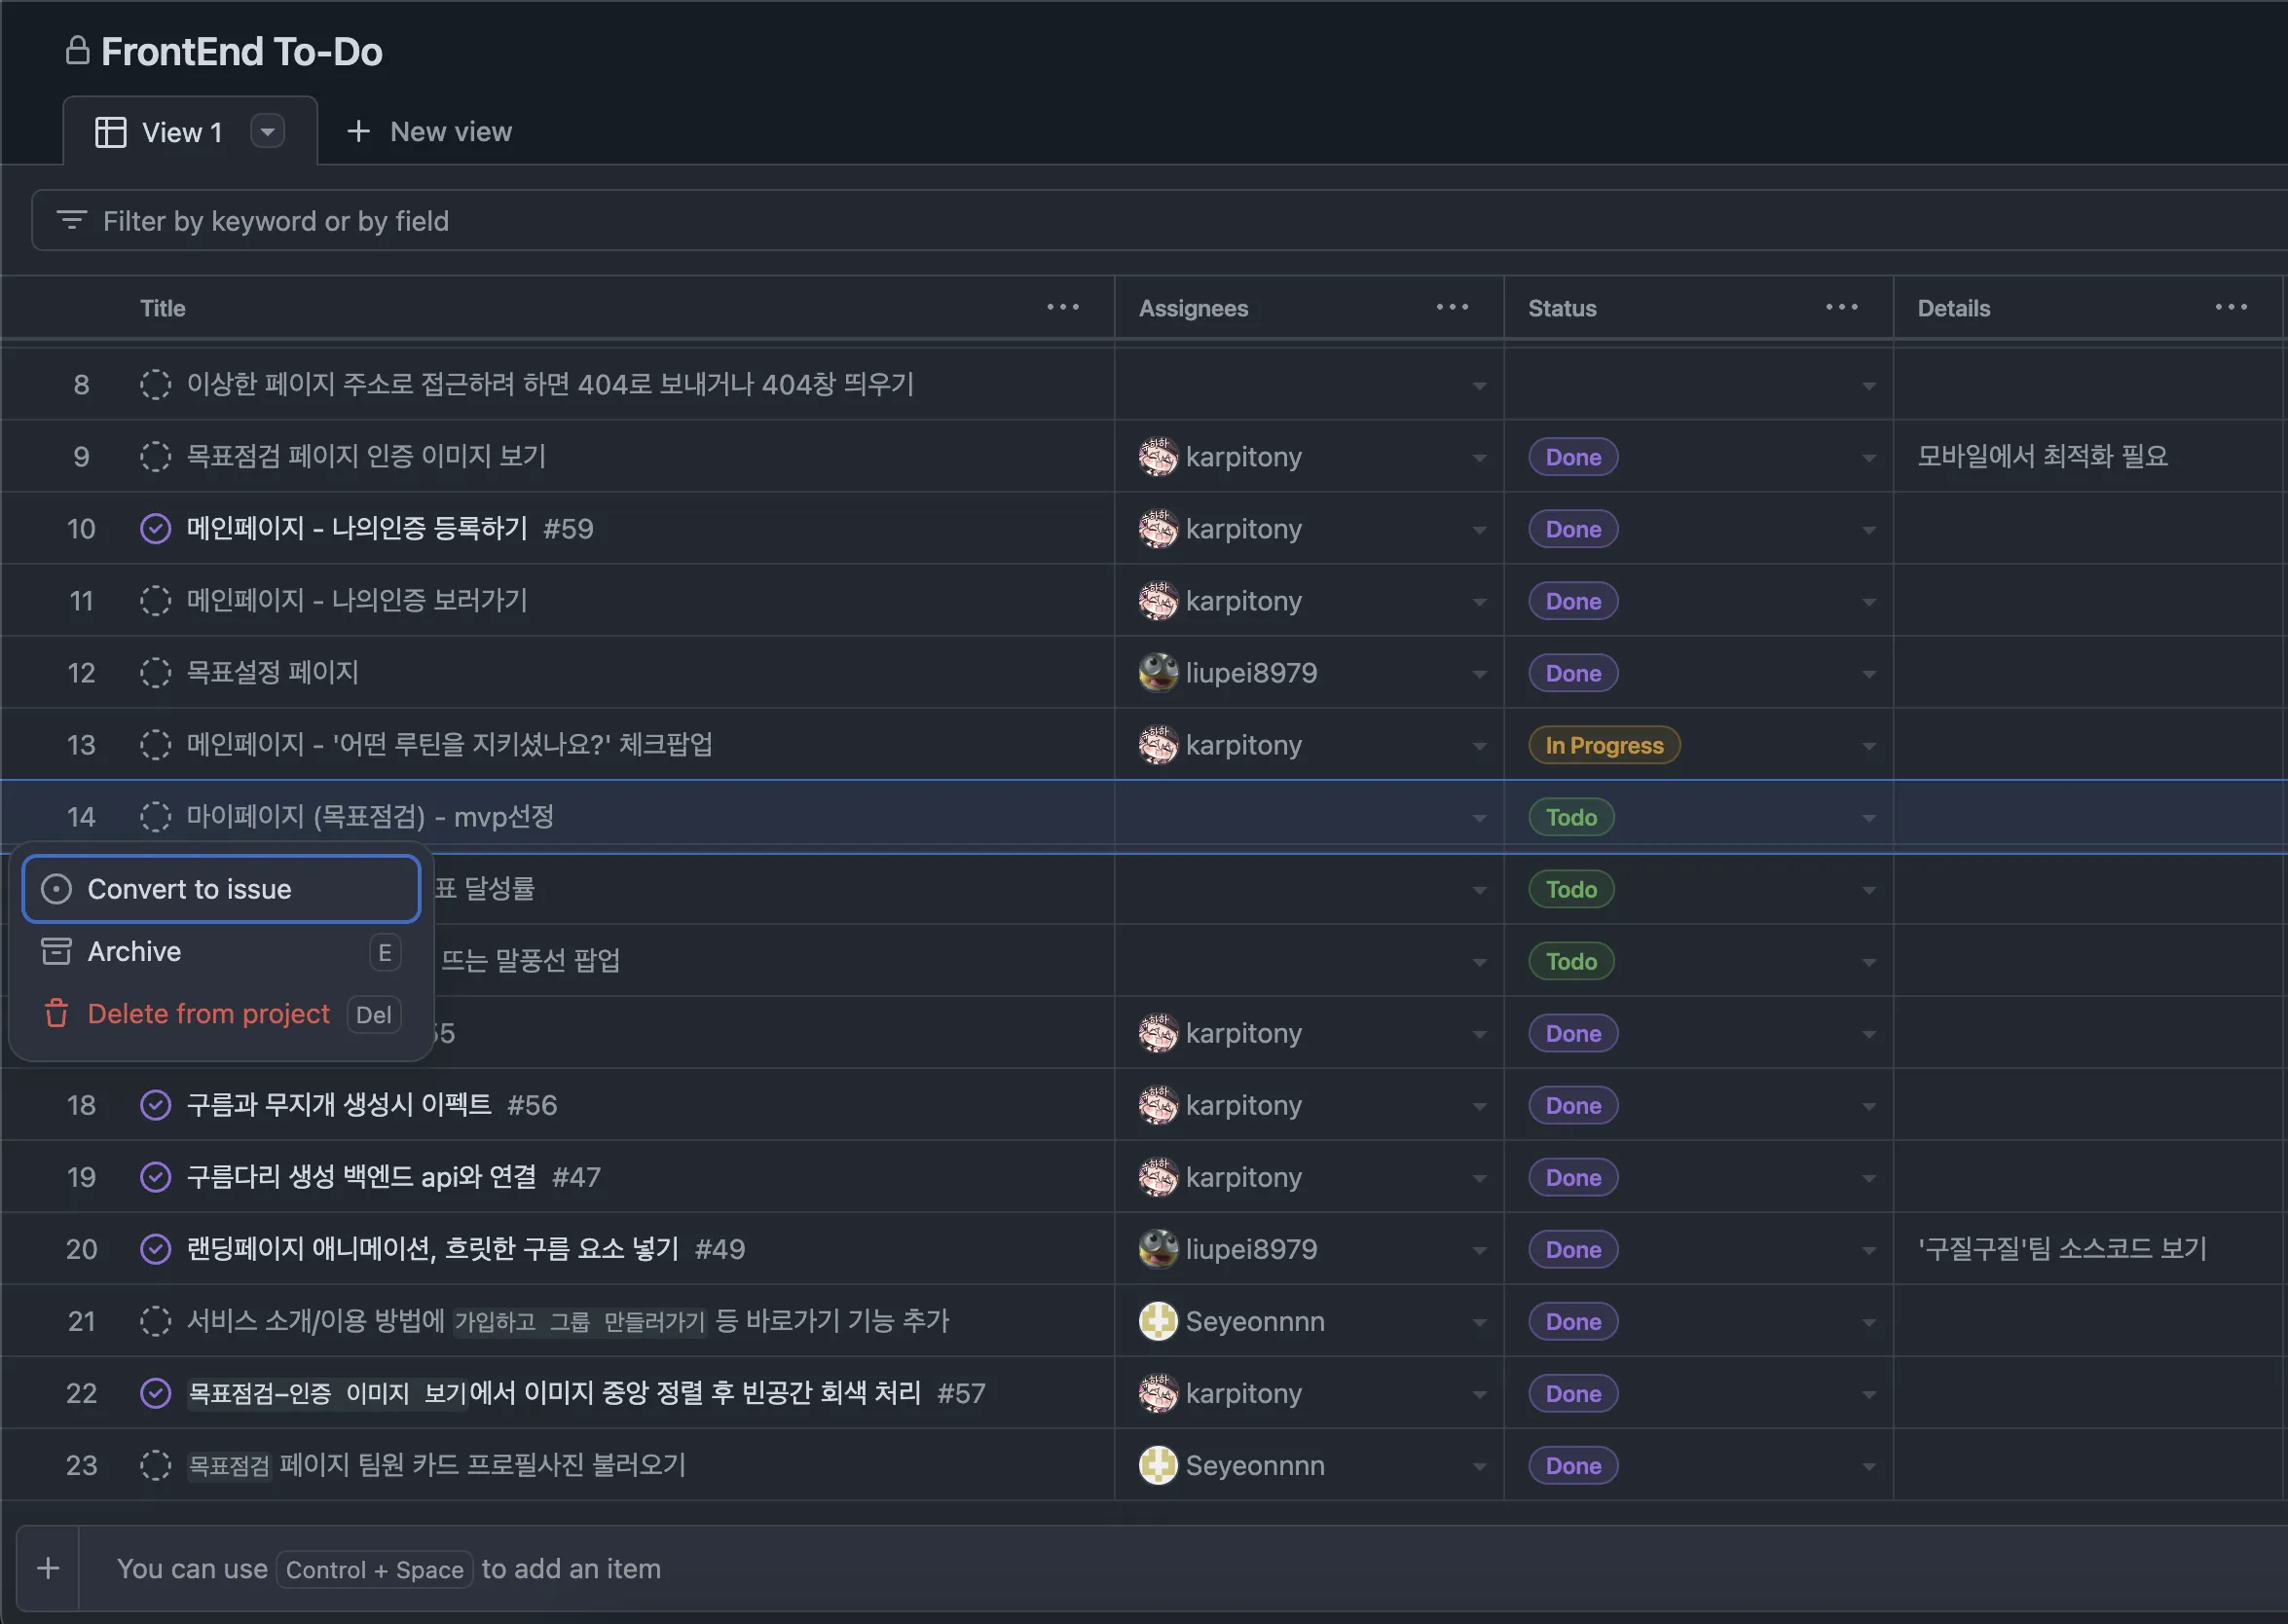 FrontEnd To-Do
View 1 New view
Filter by keyword or by field
Title Assignees Status Details
8 이상한 페이지 주소로 접근하려 하면 404로 보내거나 404창 띄우기
9 목표점검 페이지 인증 이미지 보기 karpitony Done 모바일에서 최적화 필요
10 메인페이지 - 나의인증 등록하기 #59 karpitony Done
11 메인페이지 - 나의인증 보러가기 karpitony Done
12 목표설정 페이지 liupei8979 Done
13 메인페이지 - '어떤 루틴을 지키셨나요?' 체크팝업 karpitony In Progress
14 마이페이지 (목표점검) - mvp선정 Todo
Convert to issue 표 달성률 Todo
Archive E 뜨는 말풍선 팝업 Todo
Delete from project Del 55 karpitony Done
18 구름과 무지개 생성시 이펙트 #56 karpitony Done
19 구름다리 생성 백엔드 api와 연결 #47 karpitony Done
20 랜딩페이지 애니메이션, 흐릿한 구름 요소 넣기 #49 liupei8979 Done '구질구질'팀 소스코드 보기
21 서비스 소개/이용 방법에 가입하고 그룹 만들러가기 등 바로가기 기능 추가 Seyeonnnn Done
22 목표점검-인증 이미지 보기에서 이미지 중앙 정렬 후 빈공간 회색 처리 #57 karpitony Done
23 목표점검 페이지 팀원 카드 프로필사진 불러오기 Seyeonnnn Done
+ You can use Control + Space to add an item